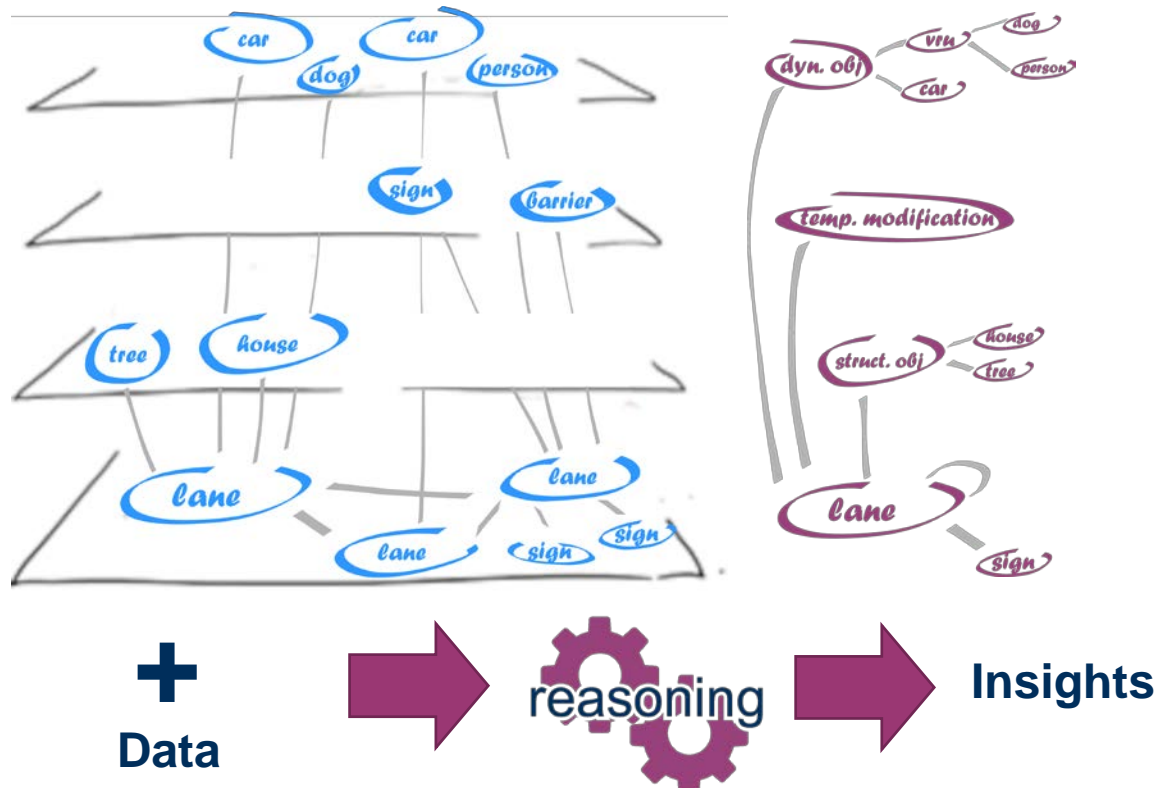 car
car
dog
person
sign
barrier
tree
house
lane
lane
lane
sign
sign
dyn. obj
vru
dog
person
car
temp. modification
struct. obj
house
tree
lane
sign
+
Data
reasoning
Insights